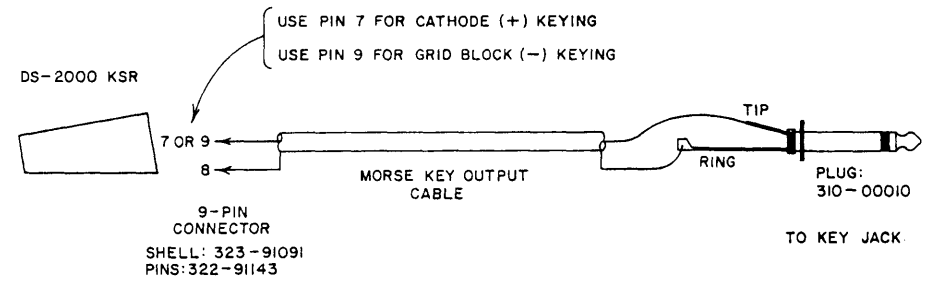 USE PIN 7 FOR CATHODE (+) KEYING
USE PIN 9 FOR GRID BLOCK (−) KEYING
DS-2000 KSR
7 OR 9
8
TIP
RING
MORSE KEY OUTPUT
CABLE
PLUG:
310-00010
9-PIN
CONNECTOR
SHELL: 323-91091
PINS: 322-91143
TO KEY JACK